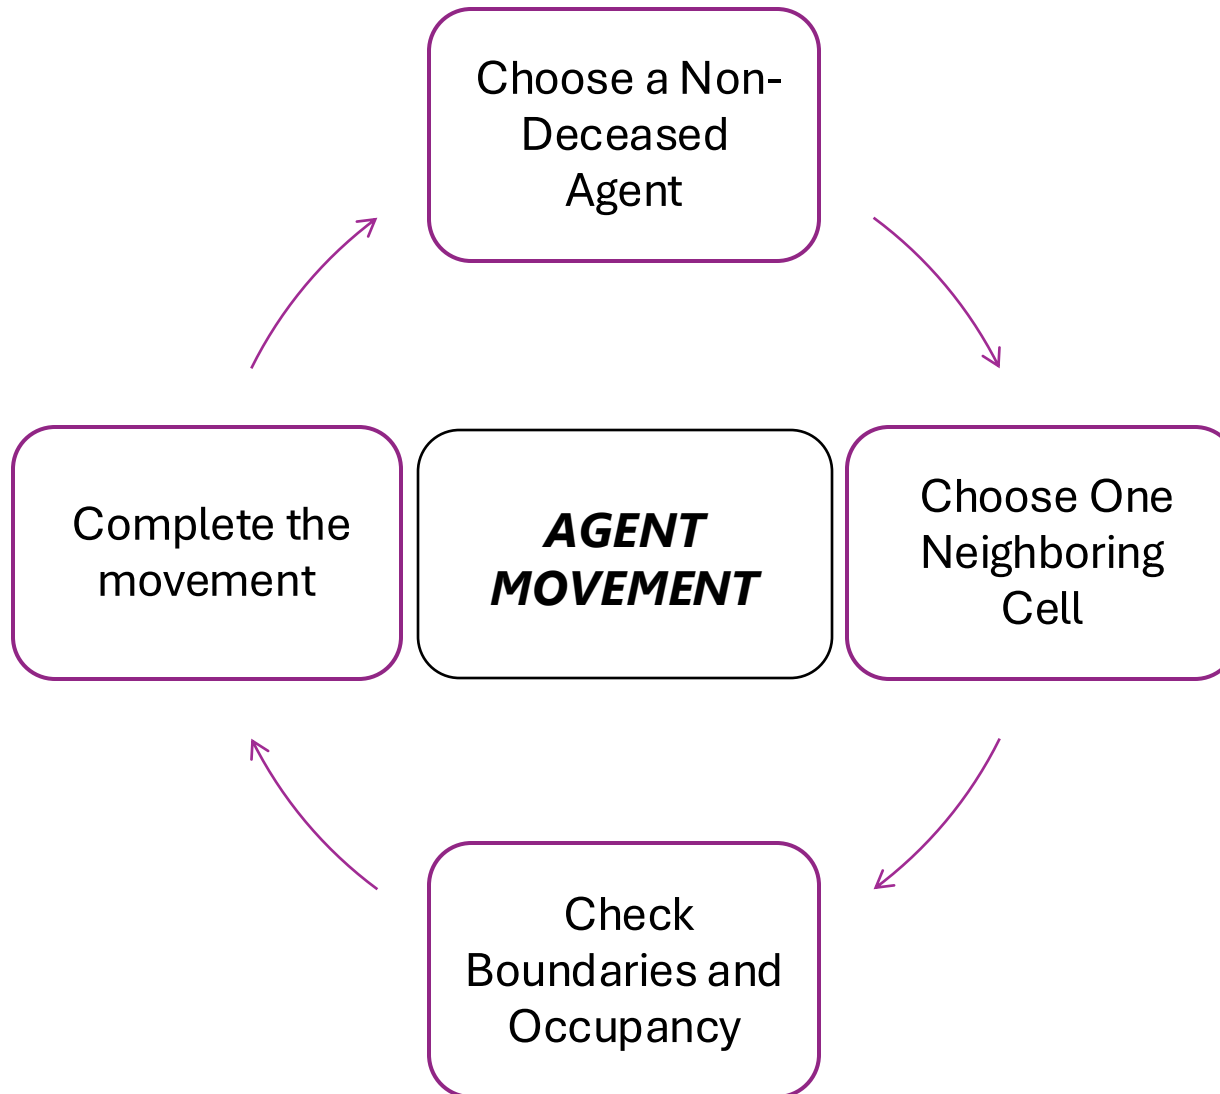 Choose a Non-
Deceased
Agent
Complete the
movement
AGENT
MOVEMENT
Choose One
Neighboring
Cell
Check
Boundaries and
Occupancy